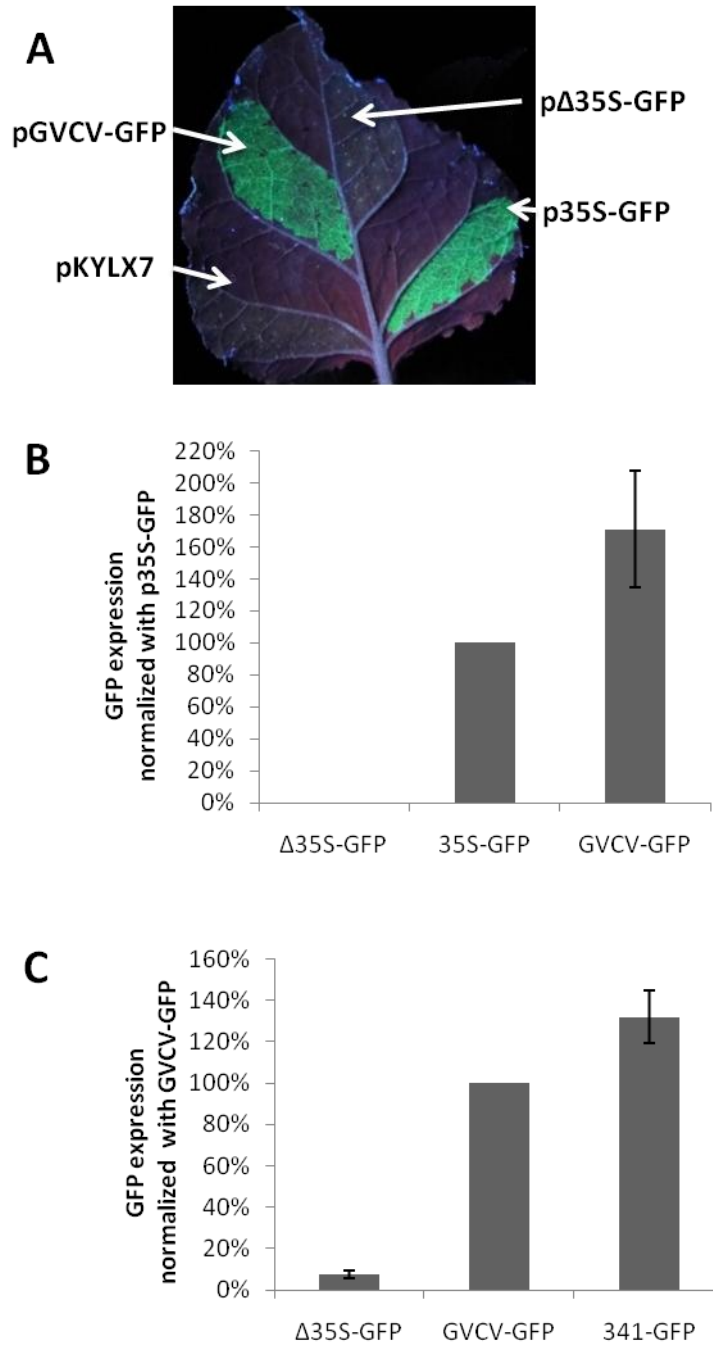 A
pGVCV-GFP
pΔ35S-GFP
p35S-GFP
pKYLX7
B
GFP expression
normalized with p35S-GFP
220%
200%
180%
160%
140%
120%
100%
80%
60%
40%
20%
0%
Δ35S-GFP
35S-GFP
GVCV-GFP
C
GFP expression
normalized with GVCV-GFP
160%
140%
120%
100%
80%
60%
40%
20%
0%
Δ35S-GFP
GVCV-GFP
341-GFP